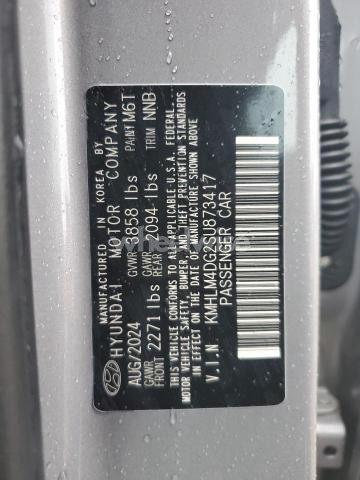 MANUFACTURED IN KOREA BY
HYUNDAI MOTOR COMPANY
AUG/2024 GVWR 3858 lbs PAINT M6T
GAWR FRONT 2271 lbs GAWR REAR 2094 lbs TRIM NNB
THIS VEHICLE CONFORMS TO ALL APPLICABLE U.S.A. FEDERAL
MOTOR VEHICLE SAFETY, BUMPER, AND THEFT PREVENTION STANDARDS
IN EFFECT ON THE DATE OF MANUFACTURE SHOWN ABOVE
V.I.N KMHLM4DG2SU873417
PASSENGER CAR